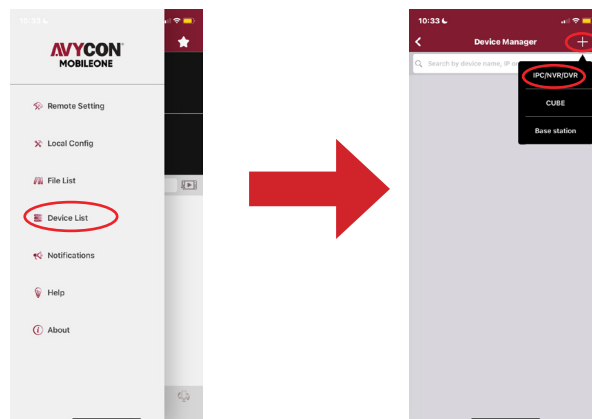 10:33
AVYCON
MOBILEONE
Remote Setting
Local Config
File List
Device List
Notifications
Help
About
10:33
Device Manager
Search by device name, IP or
IPC/NVR/DVR
CUBE
Base station